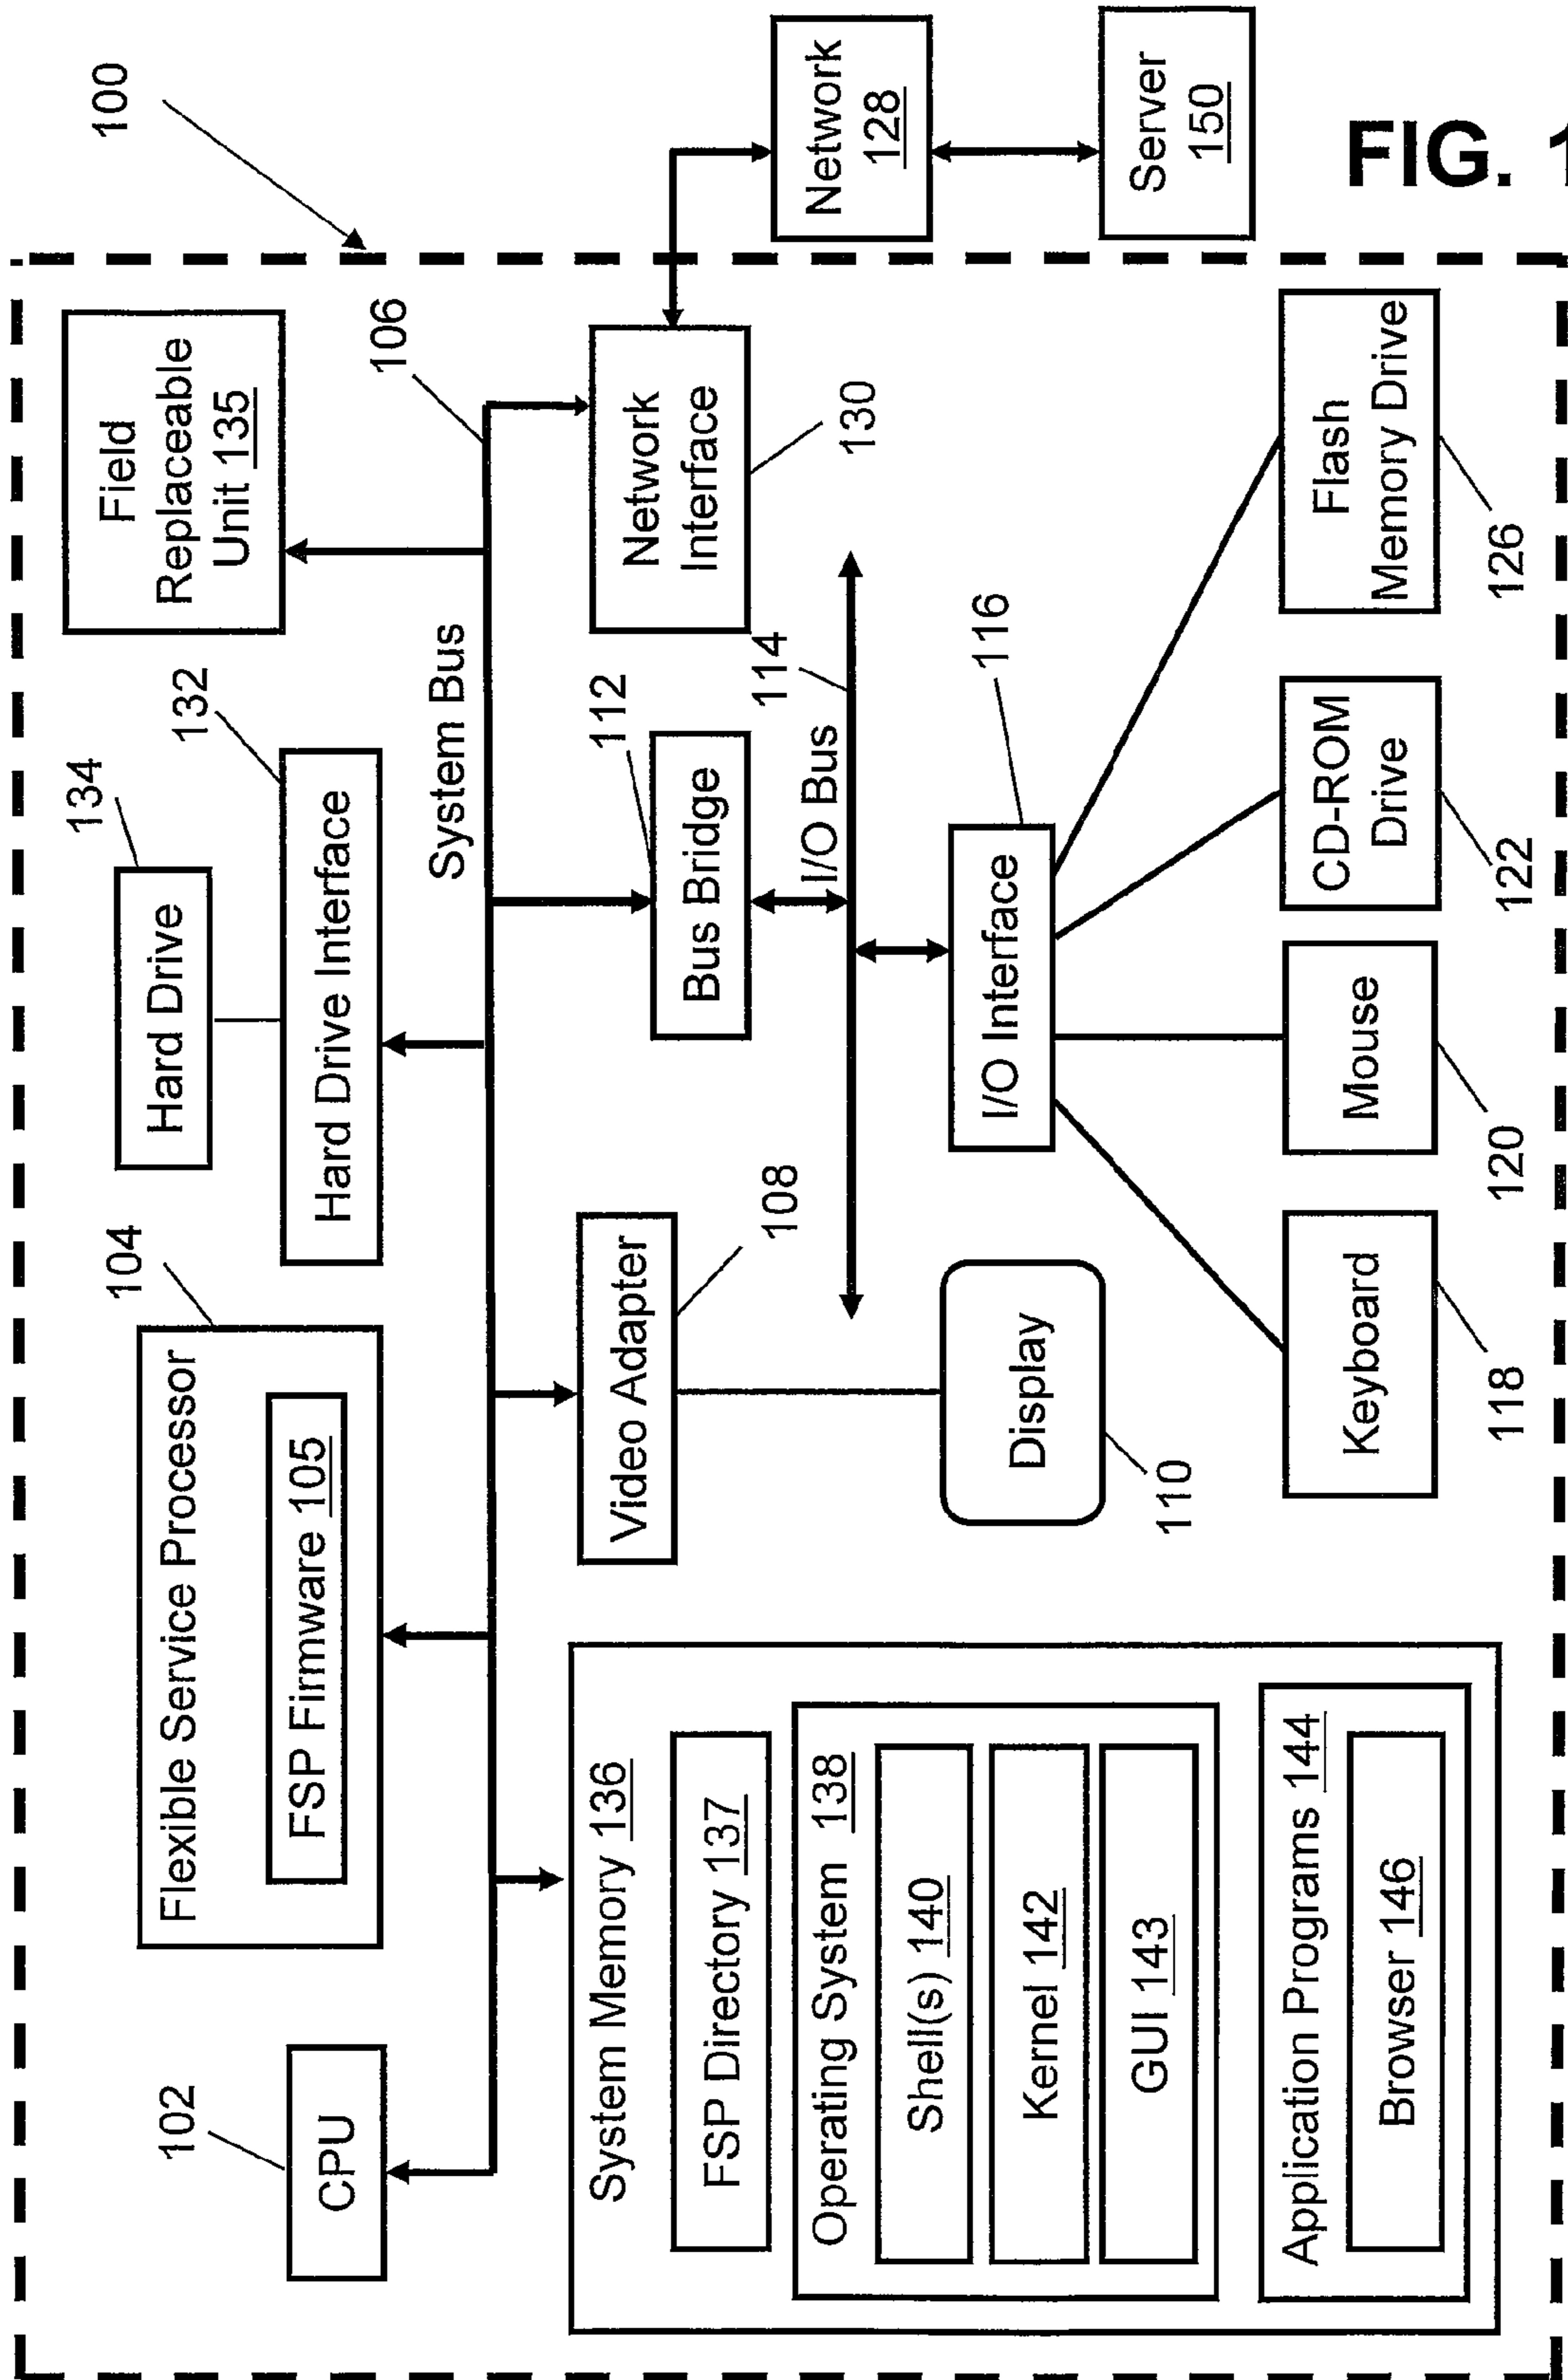 100
102
CPU
104
Flexible Service Processor
FSP Firmware 105
134
Hard Drive
132
Hard Drive Interface
Field
Replaceable
Unit 135
System Bus
106
System Memory 136
FSP Directory 137
Operating System 138
Shell(s) 140
Kernel 142
GUI 143
Application Programs 144
Browser 146
Video Adapter
108
Display
110
112
Bus Bridge
I/O Bus
114
Network
Interface
130
I/O Interface
116
Keyboard
118
Mouse
120
CD-ROM
Drive
122
Flash
Memory Drive
126
Network
128
Server
150
FIG. 1